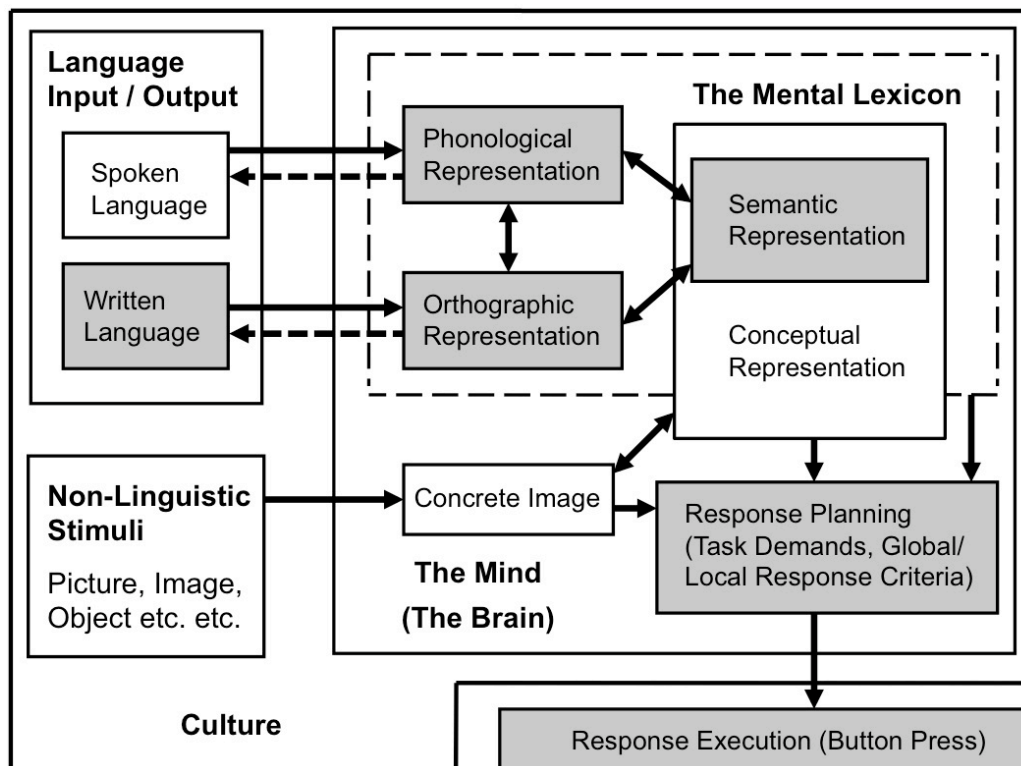 Language
Input / Output
Spoken
Language
Written
Language
Non-Linguistic
Stimuli
Picture, Image,
Object etc. etc.
The Mental Lexicon
Phonological
Representation
Semantic
Representation
Orthographic
Representation
Conceptual
Representation
Concrete Image
Response Planning
(Task Demands, Global/
Local Response Criteria)
The Mind
(The Brain)
Culture
Response Execution (Button Press)